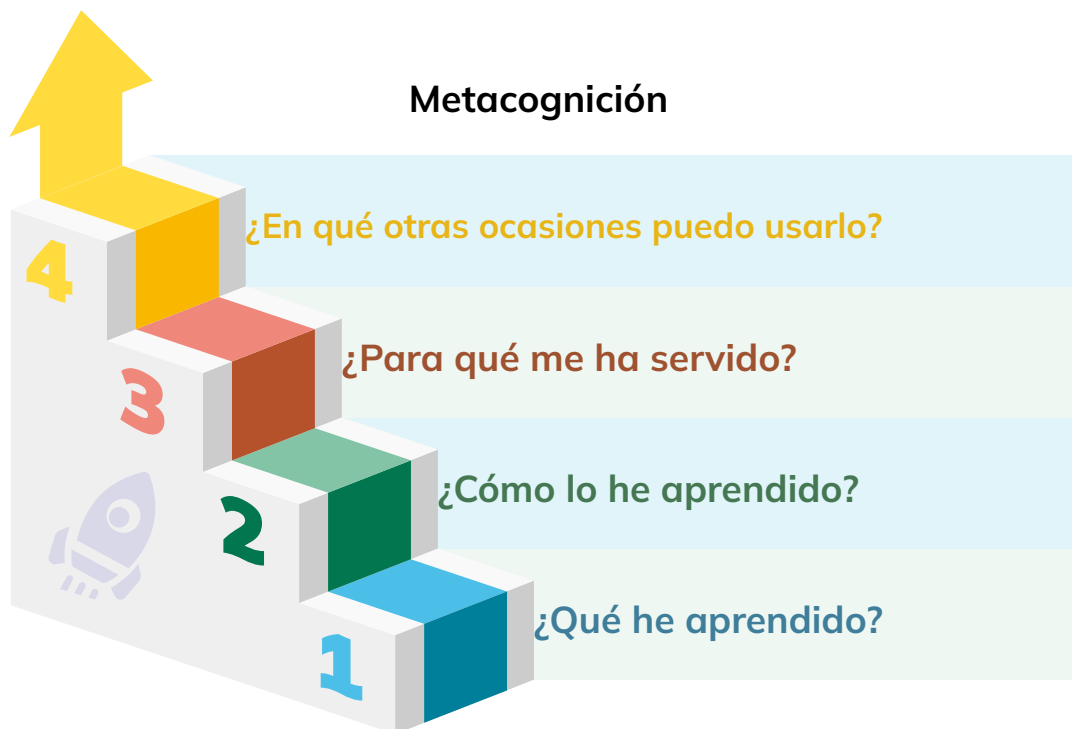 Metacognición
4 ¿En qué otras ocasiones puedo usarlo?
3 ¿Para qué me ha servido?
2 ¿Cómo lo he aprendido?
1 ¿Qué he aprendido?